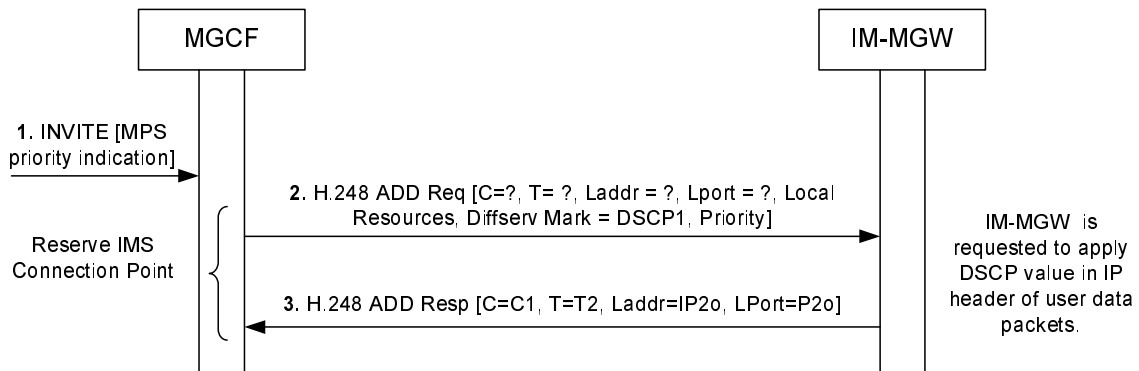 MGCF
IM-MGW
1. INVITE [MPS
priority indication]
2. H.248 ADD Req [C=?, T= ?, Laddr = ?, Lport = ?, Local
Resources, Diffserv Mark = DSCP1, Priority]
Reserve IMS
Connection Point
IM-MGW is
requested to apply
DSCP value in IP
header of user data
packets.
3. H.248 ADD Resp [C=C1, T=T2, Laddr=IP2o, LPort=P2o]